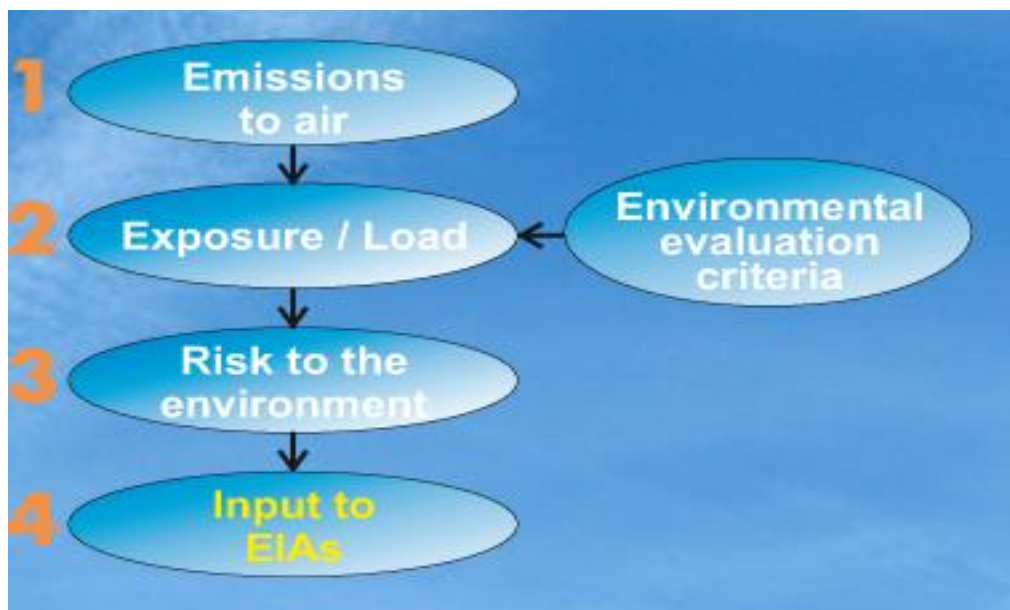 1
Emissions
to air
2
Exposure / Load
Environmental
evaluation
criteria
3
Risk to the
environment
4
Input to
EIAs